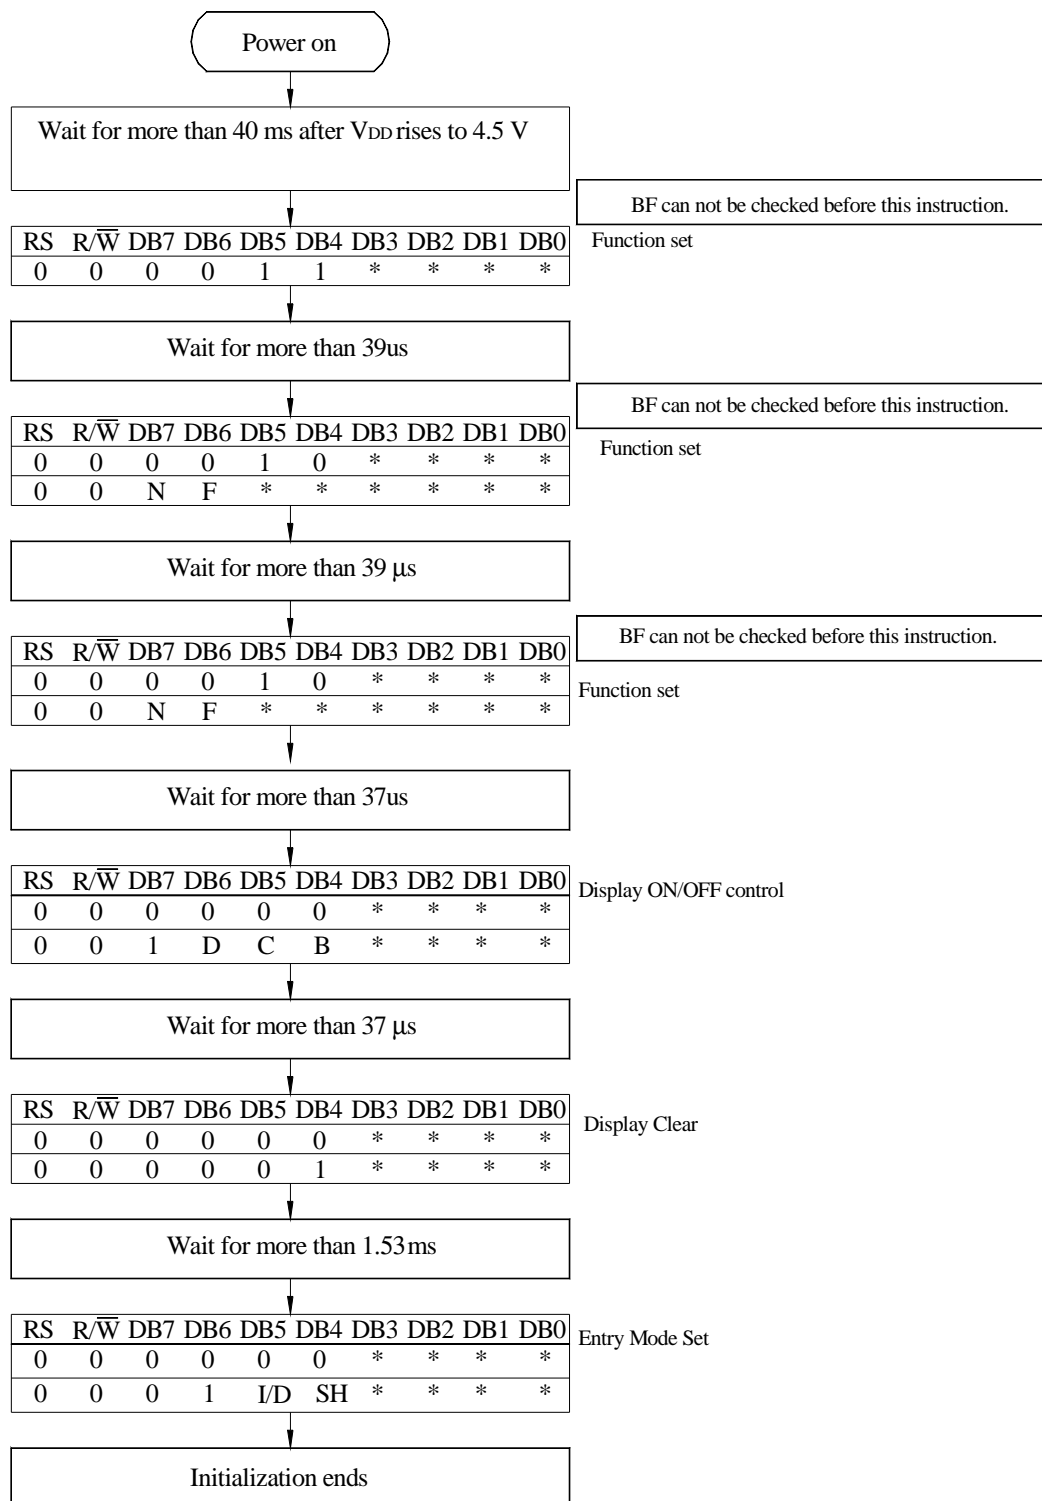 Power on
Wait for more than 40 ms after VDD rises to 4.5 V
BF can not be checked before this instruction.
RS R/W̅ DB7 DB6 DB5 DB4 DB3 DB2 DB1 DB0
Function set
0 0 0 0 1 1 * * * *
Wait for more than 39us
BF can not be checked before this instruction.
RS R/W̅ DB7 DB6 DB5 DB4 DB3 DB2 DB1 DB0
Function set
0 0 0 0 1 0 * * * *
0 0 N F * * * * * *
Wait for more than 39 µs
BF can not be checked before this instruction.
RS R/W̅ DB7 DB6 DB5 DB4 DB3 DB2 DB1 DB0
0 0 0 0 1 0 * * * *
Function set
0 0 N F * * * * * *
Wait for more than 37us
RS R/W̅ DB7 DB6 DB5 DB4 DB3 DB2 DB1 DB0
Display ON/OFF control
0 0 0 0 0 0 * * * *
0 0 1 D C B * * * *
Wait for more than 37 µs
RS R/W̅ DB7 DB6 DB5 DB4 DB3 DB2 DB1 DB0
Display Clear
0 0 0 0 0 0 * * * *
0 0 0 0 0 1 * * * *
Wait for more than 1.53ms
RS R/W̅ DB7 DB6 DB5 DB4 DB3 DB2 DB1 DB0
Entry Mode Set
0 0 0 0 0 0 * * * *
0 0 0 1 I/D SH * * * *
Initialization ends